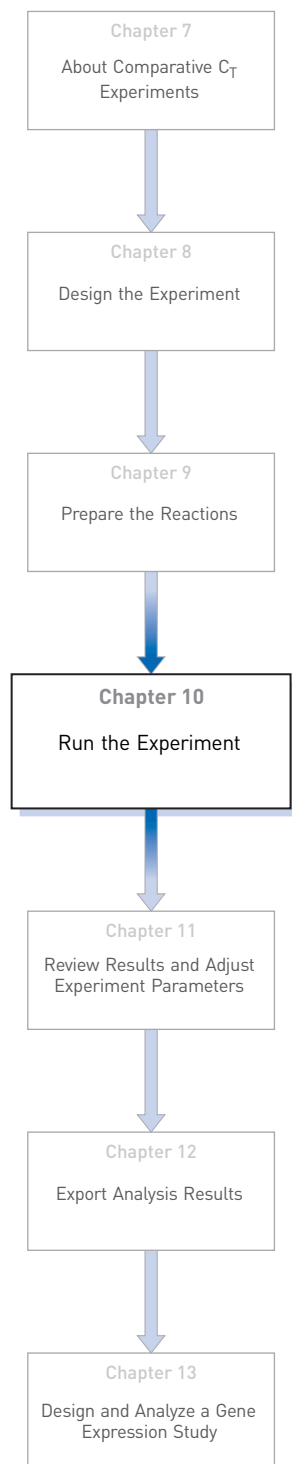 Chapter 7
About Comparative CT
Experiments
Chapter 8
Design the Experiment
Chapter 9
Prepare the Reactions
Chapter 10
Run the Experiment
Chapter 11
Review Results and Adjust
Experiment Parameters
Chapter 12
Export Analysis Results
Chapter 13
Design and Analyze a Gene
Expression Study